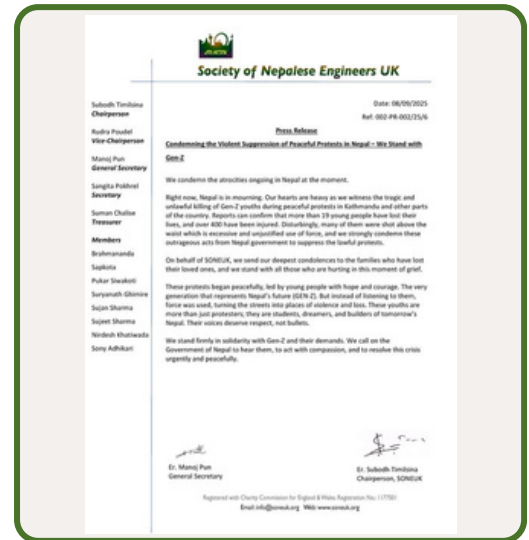 Society of Nepalese Engineers UK
Subodh Timilsina
Chairperson
Rudra Poudel
Vice-Chairperson
Manoj Pun
General Secretary
Sangita Pokhrel
Secretary
Suman Chalise
Treasurer
Members
Brahmananda
Sapkota
Pukar Siwakoti
Suryanath Ghimire
Sujan Sharma
Sujeet Sharma
Nirdesh Khatiwada
Sony Adhikari
Date: 08/09/2025
Ref: 002-PR-002/25/6
Press Release
Condemning the Violent Suppression of Peaceful Protests in Nepal – We Stand with
Gen-Z
We condemn the atrocities ongoing in Nepal at the moment.
Right now, Nepal is in mourning. Our hearts are heavy as we witness the tragic and
unlawful killing of Gen-Z youths during peaceful protests in Kathmandu and other parts
of the country. Reports can confirm that more than 19 young people have lost their
lives, and over 400 have been injured. Disturbingly, many of them were shot above the
waist which is excessive and unjustified use of force, and we strongly condemn these
outrageous acts from Nepal government to suppress the lawful protests.
On behalf of SONEUK, we send our deepest condolences to the families who have lost
their loved ones, and we stand with all those who are hurting in this moment of grief.
These protests began peacefully, led by young people with hope and courage. The very
generation that represents Nepal's future (GEN-Z). But instead of listening to them,
force was used, turning the streets into places of violence and loss. These youths are
more than just protesters; they are students, dreamers, and builders of tomorrow's
Nepal. Their voices deserve respect, not bullets.
We stand firmly in solidarity with Gen-Z and their demands. We call on the
Government of Nepal to hear them, to act with compassion, and to resolve this crisis
urgently and peacefully.
Er. Manoj Pun
General Secretary
Er. Subodh Timilsina
Chairperson, SONEUK
Registered with Charity Commission for England & Wales. Registration No.: 1177501
Email: info@soneuk.org Web: www.soneuk.org